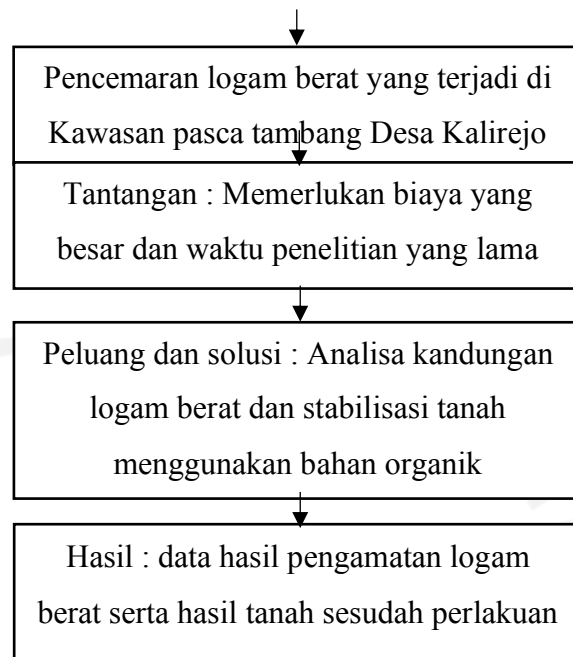 Pencemaran logam berat yang terjadi di
Kawasan pasca tambang Desa Kalirejo
Tantangan : Memerlukan biaya yang
besar dan waktu penelitian yang lama
Peluang dan solusi : Analisa kandungan
logam berat dan stabilisasi tanah
menggunakan bahan organik
Hasil : data hasil pengamatan logam
berat serta hasil tanah sesudah perlakuan